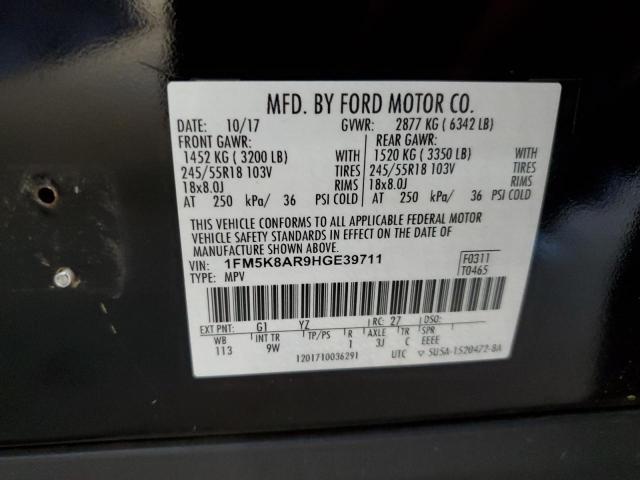 MFD. BY FORD MOTOR CO.
DATE: 10/17 GVWR: 2877 KG ( 6342 LB)
FRONT GAWR: REAR GAWR:
1452 KG ( 3200 LB) WITH 1520 KG ( 3350 LB) WITH
245/55R18 103V TIRES 245/55R18 103V TIRES
18x8.0J RIMS 18x8.0J RIMS
AT 250 kPa/ 36 PSI COLD AT 250 kPa/ 36 PSI COLD
THIS VEHICLE CONFORMS TO ALL APPLICABLE FEDERAL MOTOR
VEHICLE SAFETY STANDARDS IN EFFECT ON THE DATE OF
MANUFACTURE SHOWN ABOVE.
VIN: 1FM5K8AR9HGE39711 F0311
TYPE: MPV T0465
EXT PNT: G1 YZ RC: 27 DSO:
WB INT TR TP/PS R AXLE TR SPR
113 9W 1 3J C EEEE
1201710036291 UTC ▽ 5U5A-1520472-8A